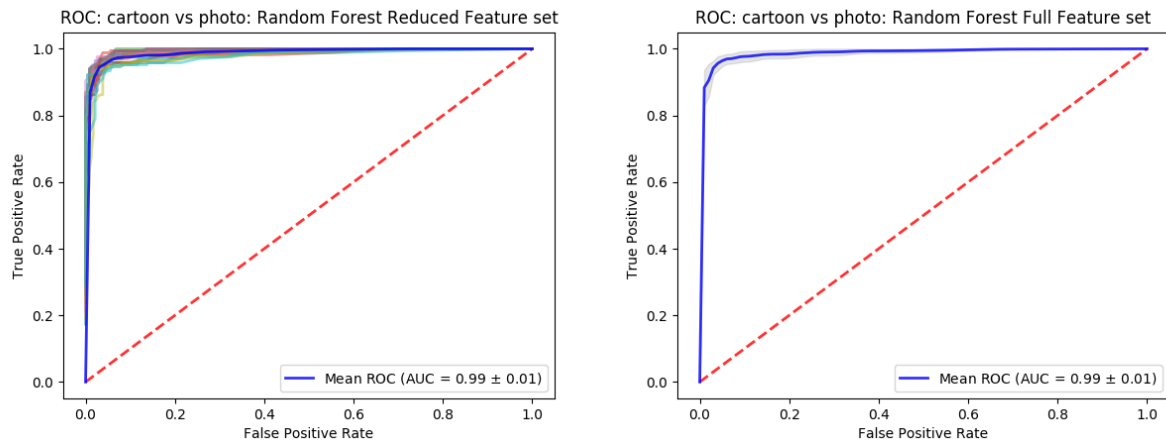 ROC: cartoon vs photo: Random Forest Reduced Feature set
1.0
0.8
0.6
0.4
0.2
0.0
True Positive Rate
Mean ROC (AUC = 0.99 ± 0.01)
0.0 0.2 0.4 0.6 0.8 1.0
False Positive Rate
ROC: cartoon vs photo: Random Forest Full Feature set
1.0
0.8
0.6
0.4
0.2
0.0
True Positive Rate
Mean ROC (AUC = 0.99 ± 0.01)
0.0 0.2 0.4 0.6 0.8 1.0
False Positive Rate